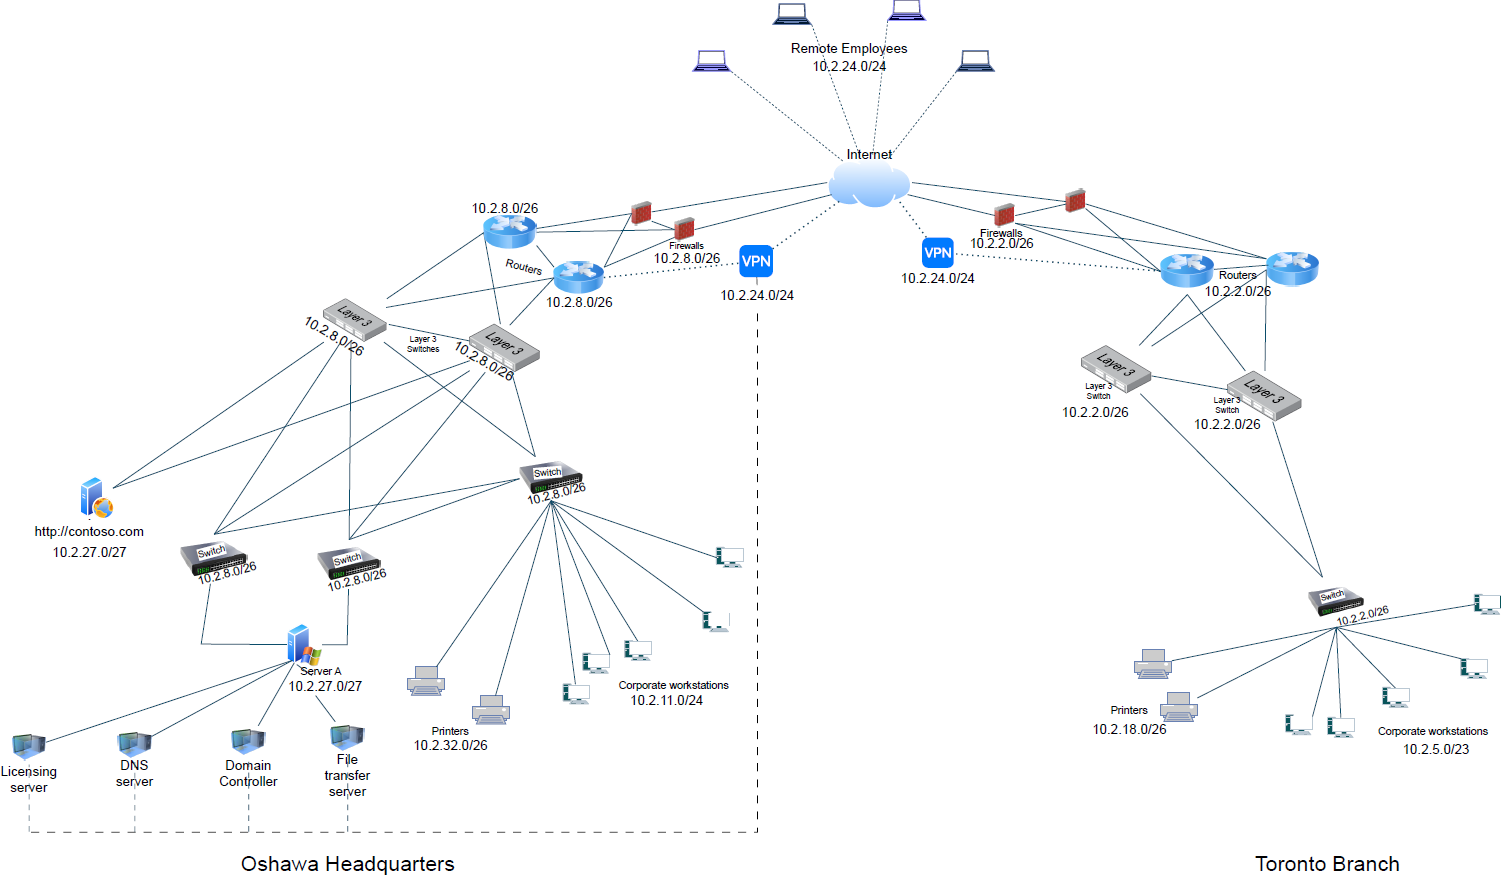 Remote Employees
10.2.24.0/24
Internet
10.2.8.0/26
Routers
10.2.8.0/26
Firewalls
10.2.8.0/26
VPN
10.2.24.0/24
VPN
10.2.24.0/24
Firewalls
10.2.2.0/26
Routers
10.2.2.0/26
Layer 3
10.2.8.0/26
Layer 3
Switches
Layer 3
10.2.8.0/26
Layer 3
Layer 3
Switch
10.2.2.0/26
Layer 3
Layer 3
Switch
10.2.2.0/26
http://contoso.com
10.2.27.0/27
Switch
10.2.8.0/26
Switch
10.2.8.0/26
Switch
10.2.8.0/26
Server A
10.2.27.0/27
Licensing
server
DNS
server
Domain
Controller
File
transfer
server
Printers
10.2.32.0/26
Corporate workstations
10.2.11.0/24
Switch
10.2.2.0/26
Printers
10.2.18.0/26
Corporate workstations
10.2.5.0/23
Oshawa Headquarters
Toronto Branch